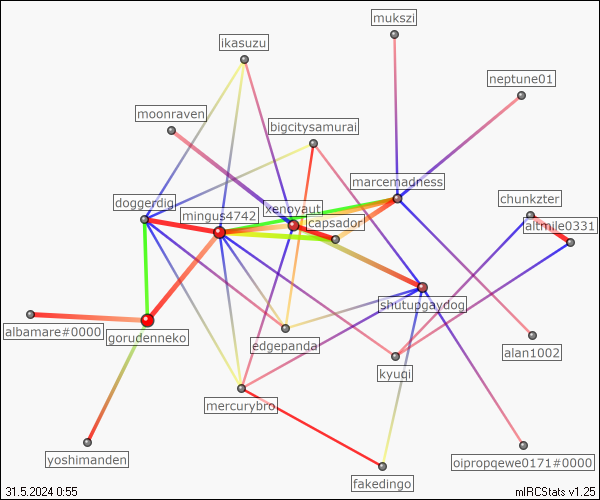 mukszi
ikasuzu
neptune01
moonraven
bigcitysamurai
marcemadness
chunkzter
doggerdig
xenoyaut
mingus4742
capsador
altmile0331
shutupgaydog
albamare#0000
gorudenneko
edgepanda
alan1002
kyuqi
mercurybro
yoshimanden
oipropqewe0171#0000
fakedingo
31.5.2024 0:55
mIRCStats v1.25